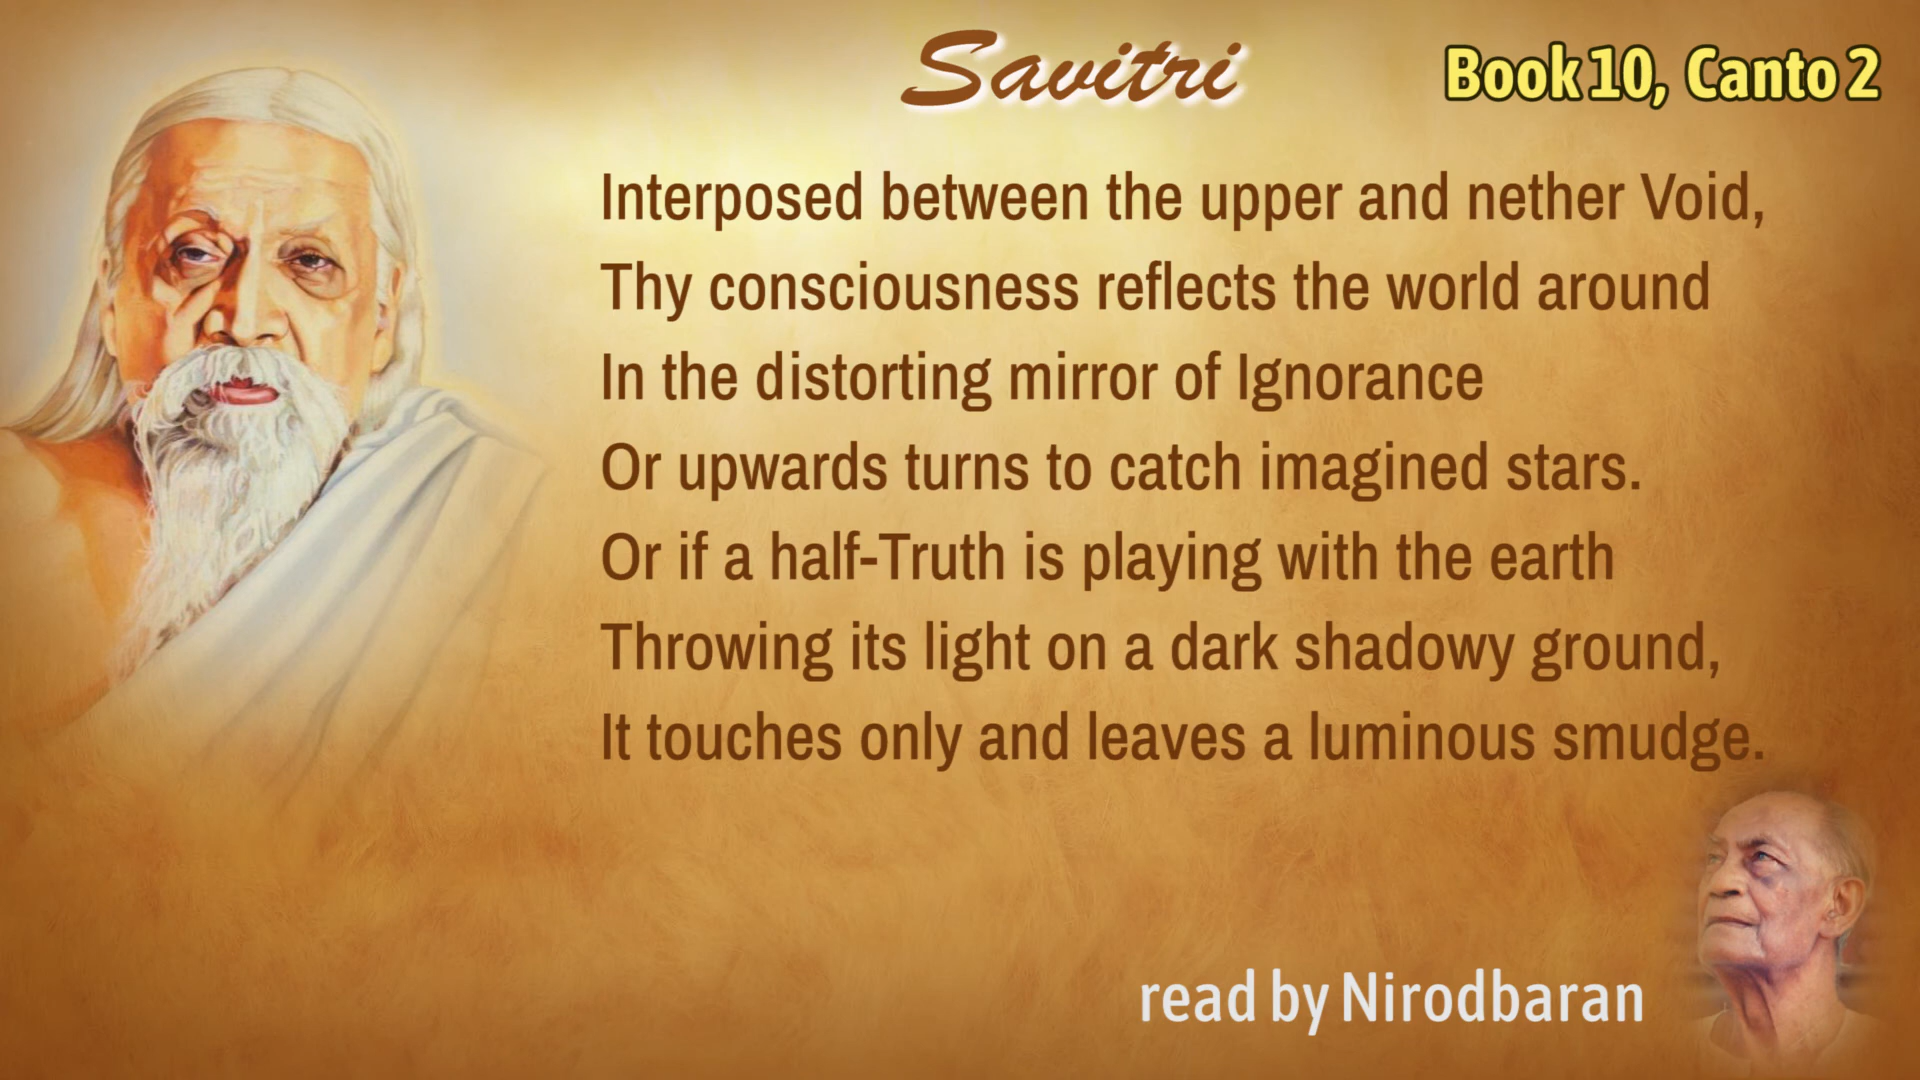 Savitri
Book 10, Canto 2
Interposed between the upper and nether Void,
Thy consciousness reflects the world around
In the distorting mirror of Ignorance
Or upwards turns to catch imagined stars.
Or if a half-Truth is playing with the earth
Throwing its light on a dark shadowy ground,
It touches only and leaves a luminous smudge.
read by Nirodbaran